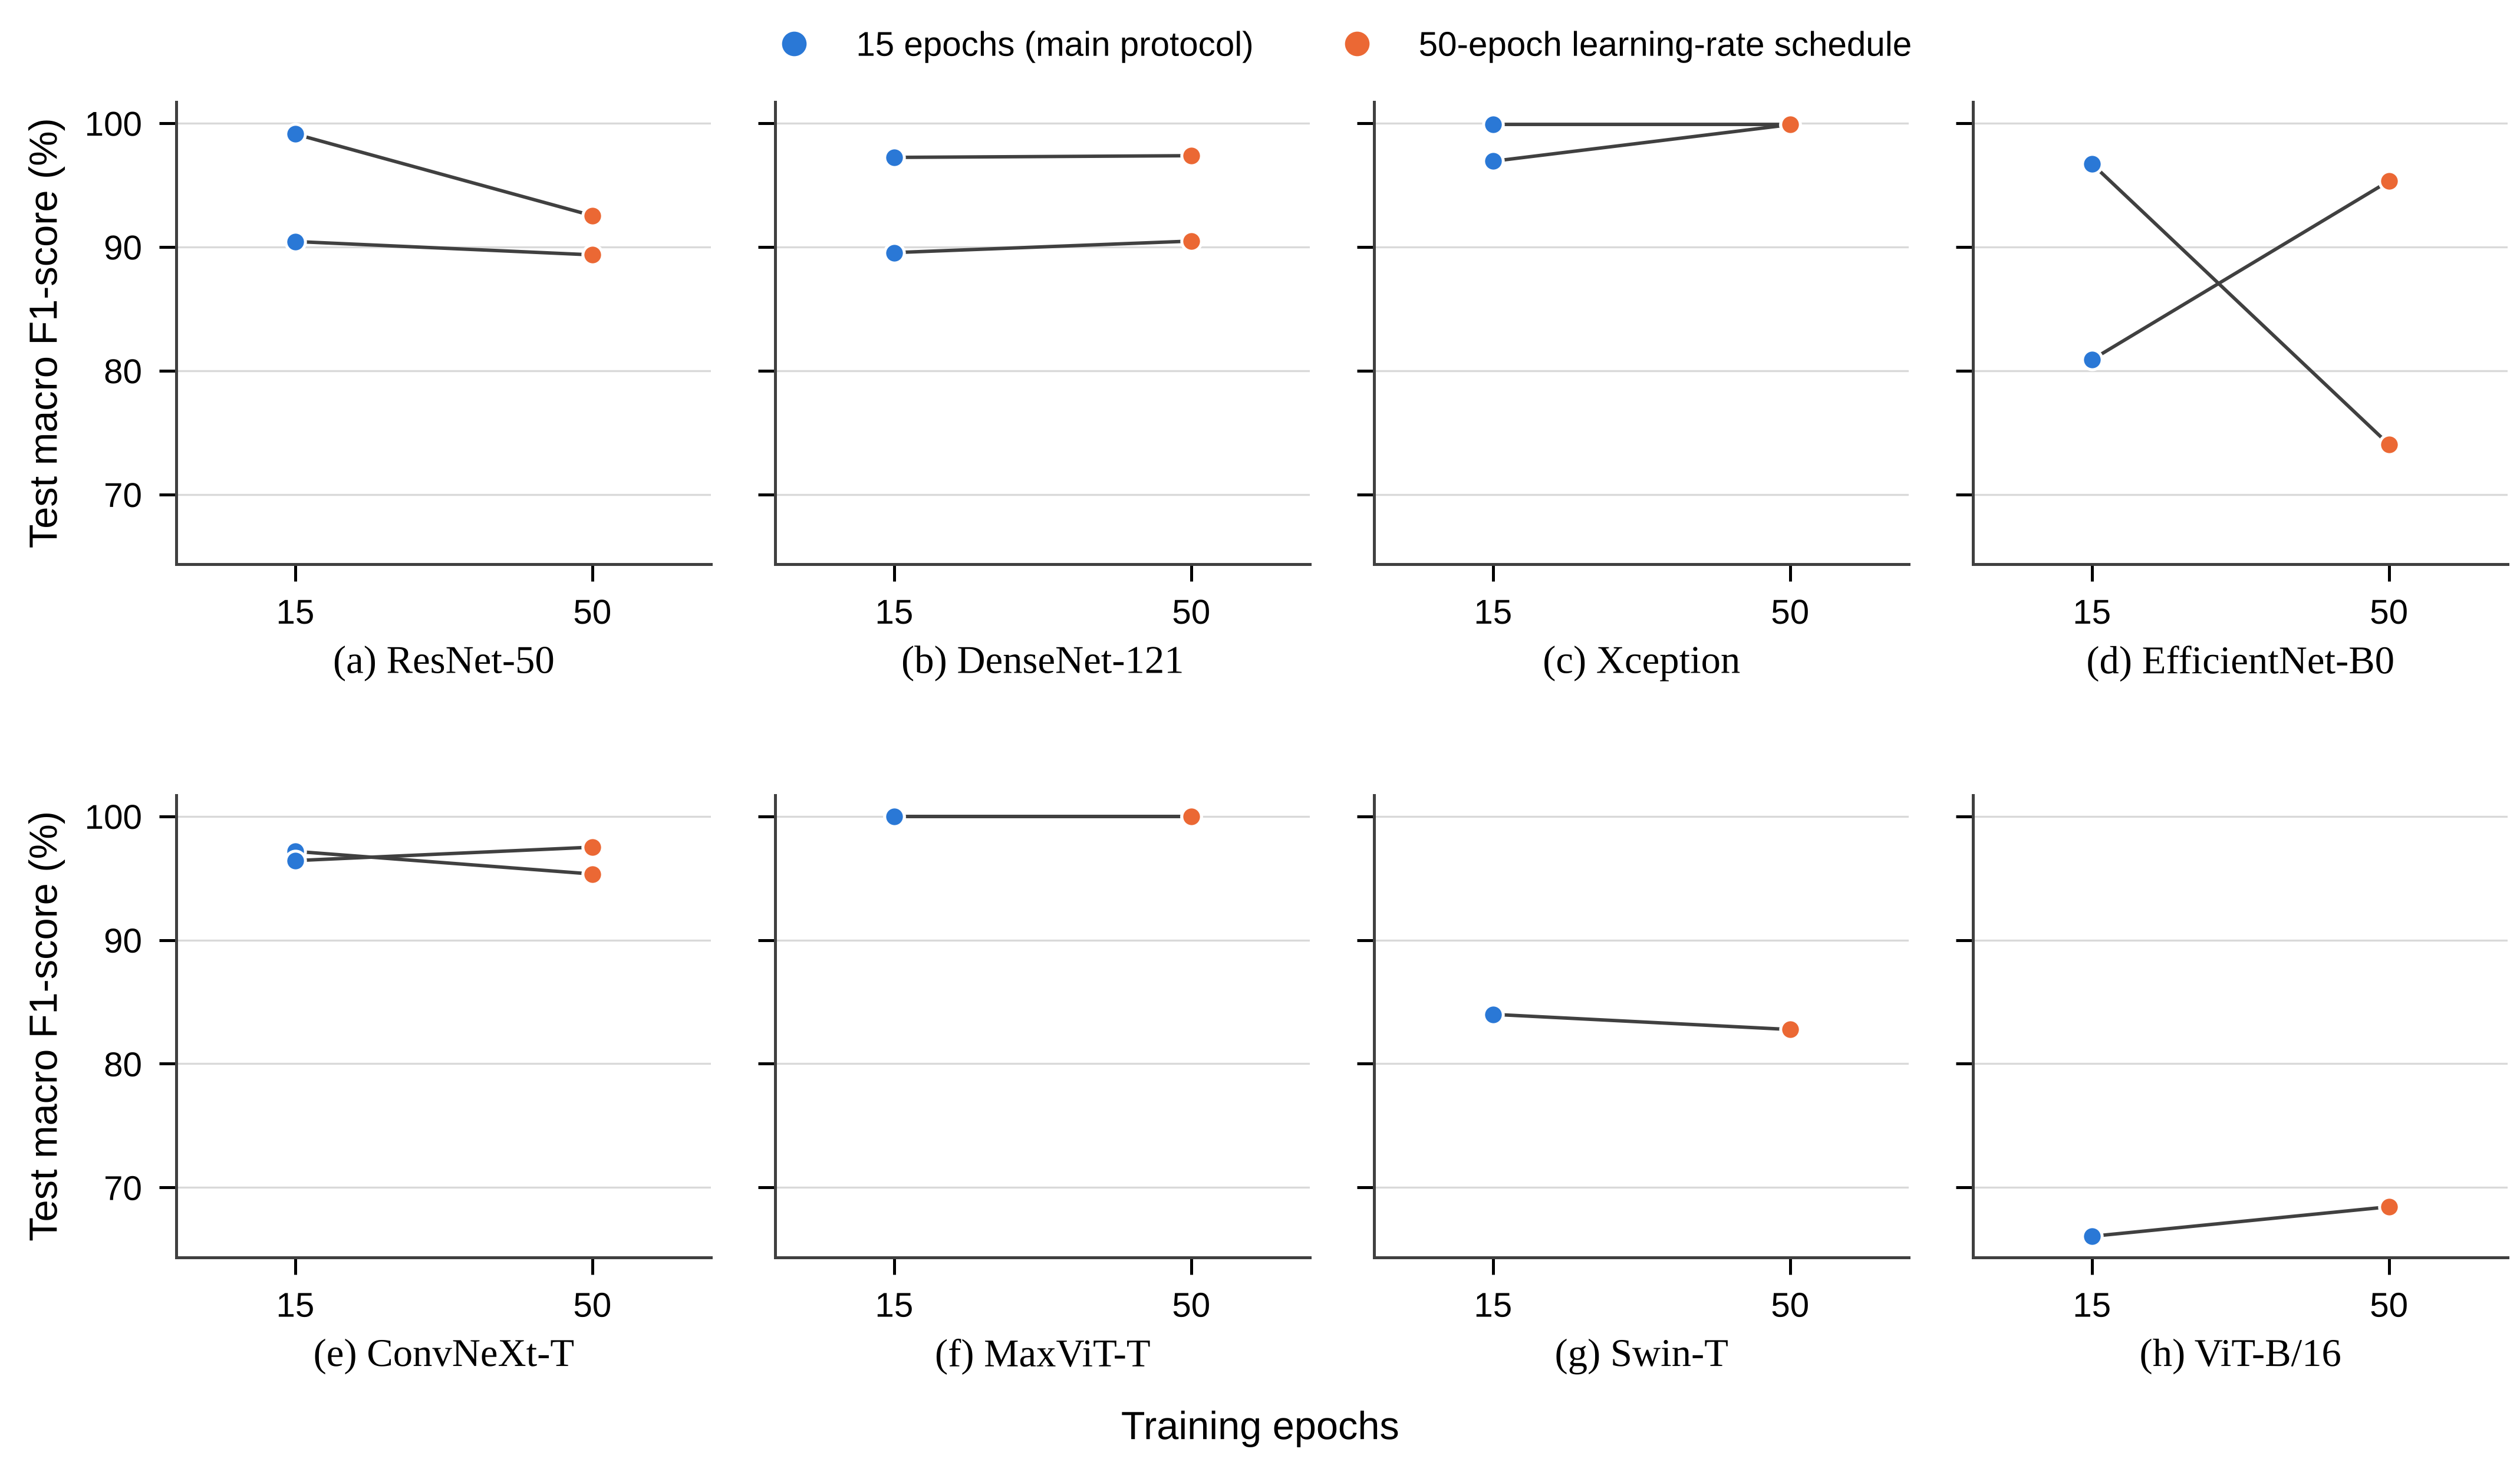 15 epochs (main protocol) 50-epoch learning-rate schedule
Test macro F1-score (%)
100
90
80
70
15 50 15 50 15 50 15 50
(a) ResNet-50 (b) DenseNet-121 (c) Xception (d) EfficientNet-B0
Test macro F1-score (%)
100
90
80
70
15 50 15 50 15 50 15 50
(e) ConvNeXt-T (f) MaxViT-T (g) Swin-T (h) ViT-B/16
Training epochs